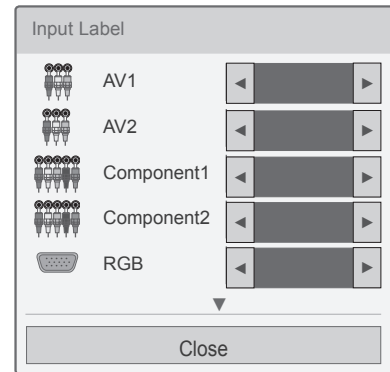 Input Label
AV1
AV2
Component1
Component2
RGB
Close